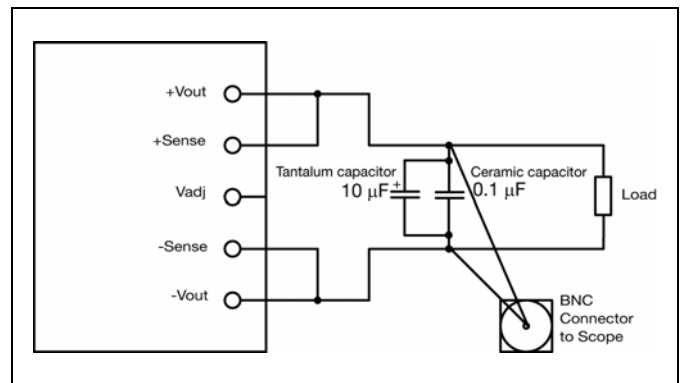 +Vout
+Sense
Vadj
-Sense
-Vout
Tantalum capacitor
10 μF
+
Ceramic capacitor
0.1 μF
Load
BNC
Connector
to Scope